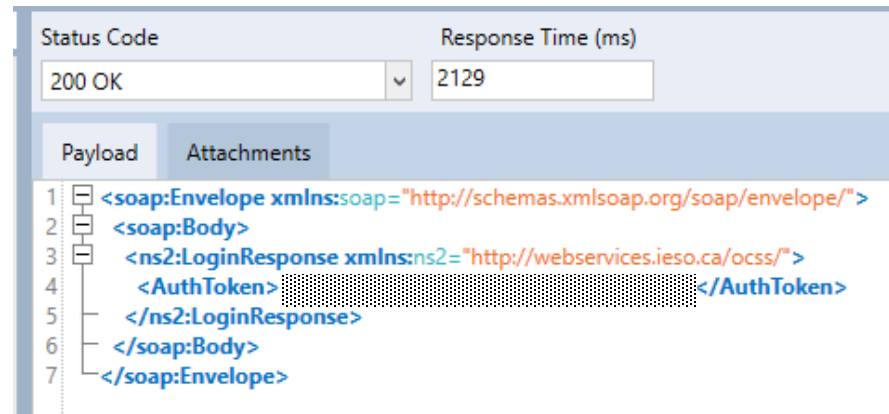 Status Code
Response Time (ms)
200 OK
2129
Payload
Attachments
1 <soap:Envelope xmlns:soap="http://schemas.xmlsoap.org/soap/envelope/">
2 <soap:Body>
3 <ns2:LoginResponse xmlns:ns2="http://webservices.ieso.ca/ocss/">
4 <AuthToken></AuthToken>
5 </ns2:LoginResponse>
6 </soap:Body>
7 </soap:Envelope>